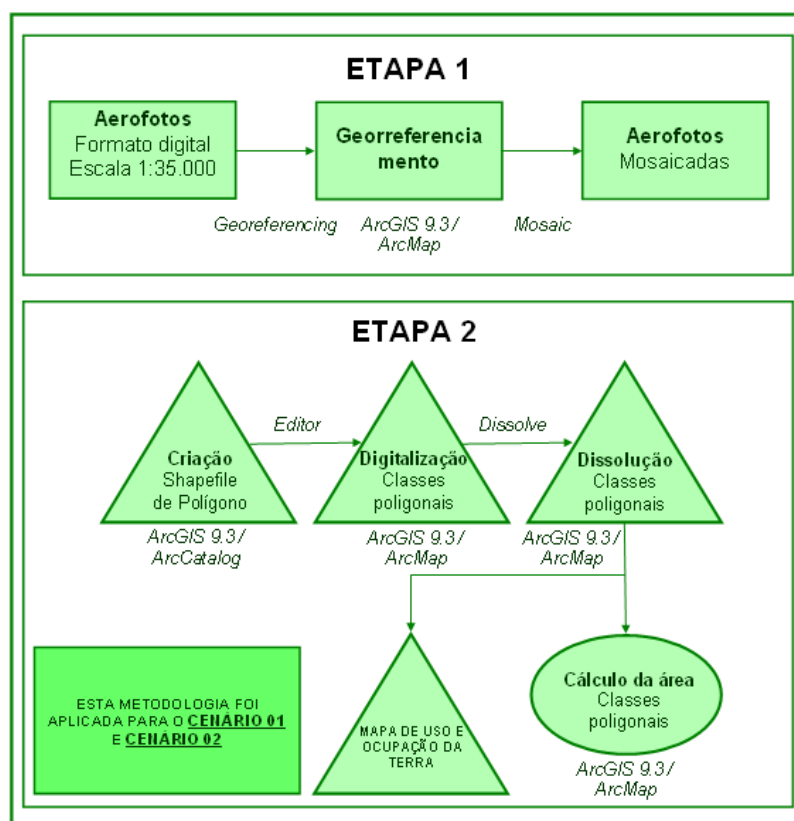 ETAPA 1
Aerofotos
Formato digital
Escala 1:35.000
Georreferencia
mento
Aerofotos
Mosaicadas
Georeferencing
ArcGIS 9.3/
ArcMap
Mosaic
ETAPA 2
Editor
Dissolve
Criação
Shapefile
de Polígono
Digitalização
Classes
poligonais
Dissolução
Classes
poligonais
ArcGIS 9.3/
ArcCatalog
ArcGIS 9.3/
ArcMap
ArcGIS 9.3/
ArcMap
ESTA METODOLOGIA FOI
APLICADA PARA O CENÁRIO 01
E CENÁRIO 02
MAPA DE USO E
OCUPAÇÃO DA
TERRA
Cálculo da área
Classes
poligonais
ArcGIS 9.3/
ArcMap